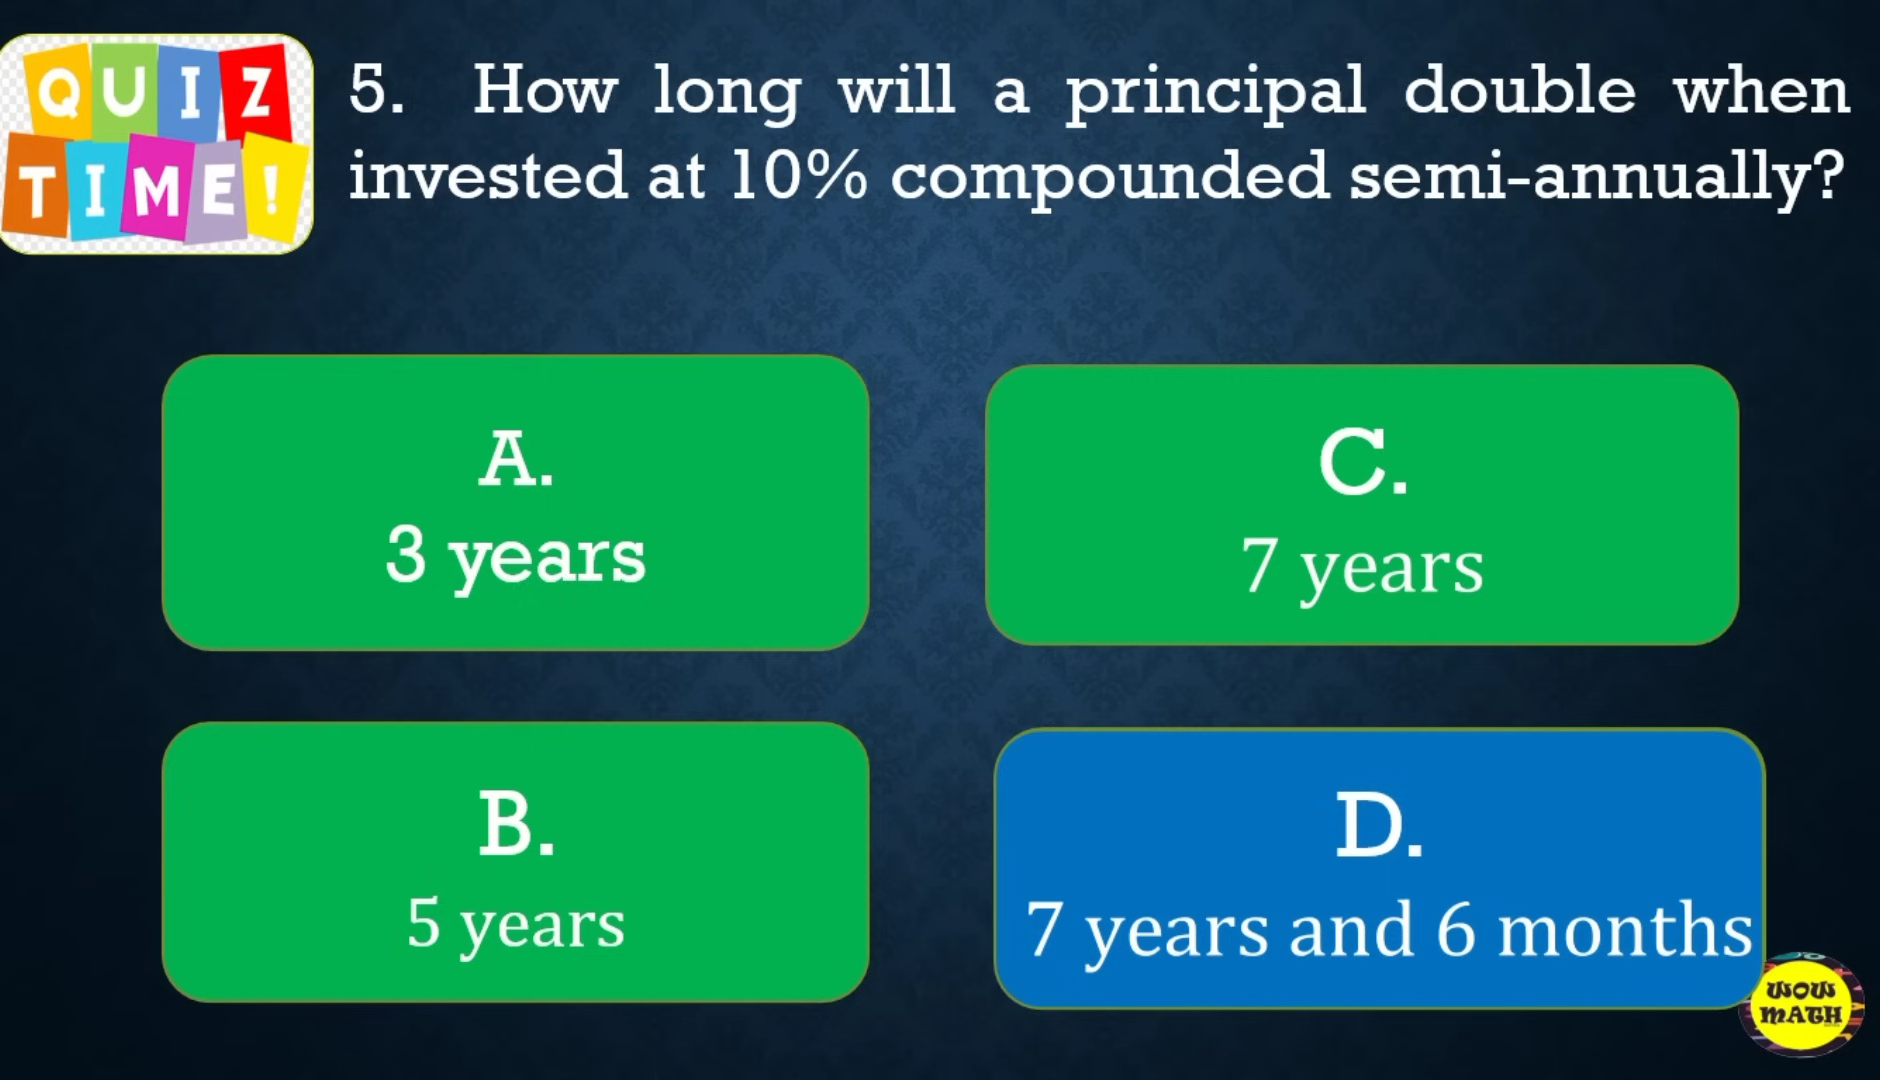 QUIZ
TIME!
5. How long will a principal double when
invested at 10% compounded semi-annually?
A.
3 years
C.
7 years
B.
5 years
D.
7 years and 6 months
WOW
MATH